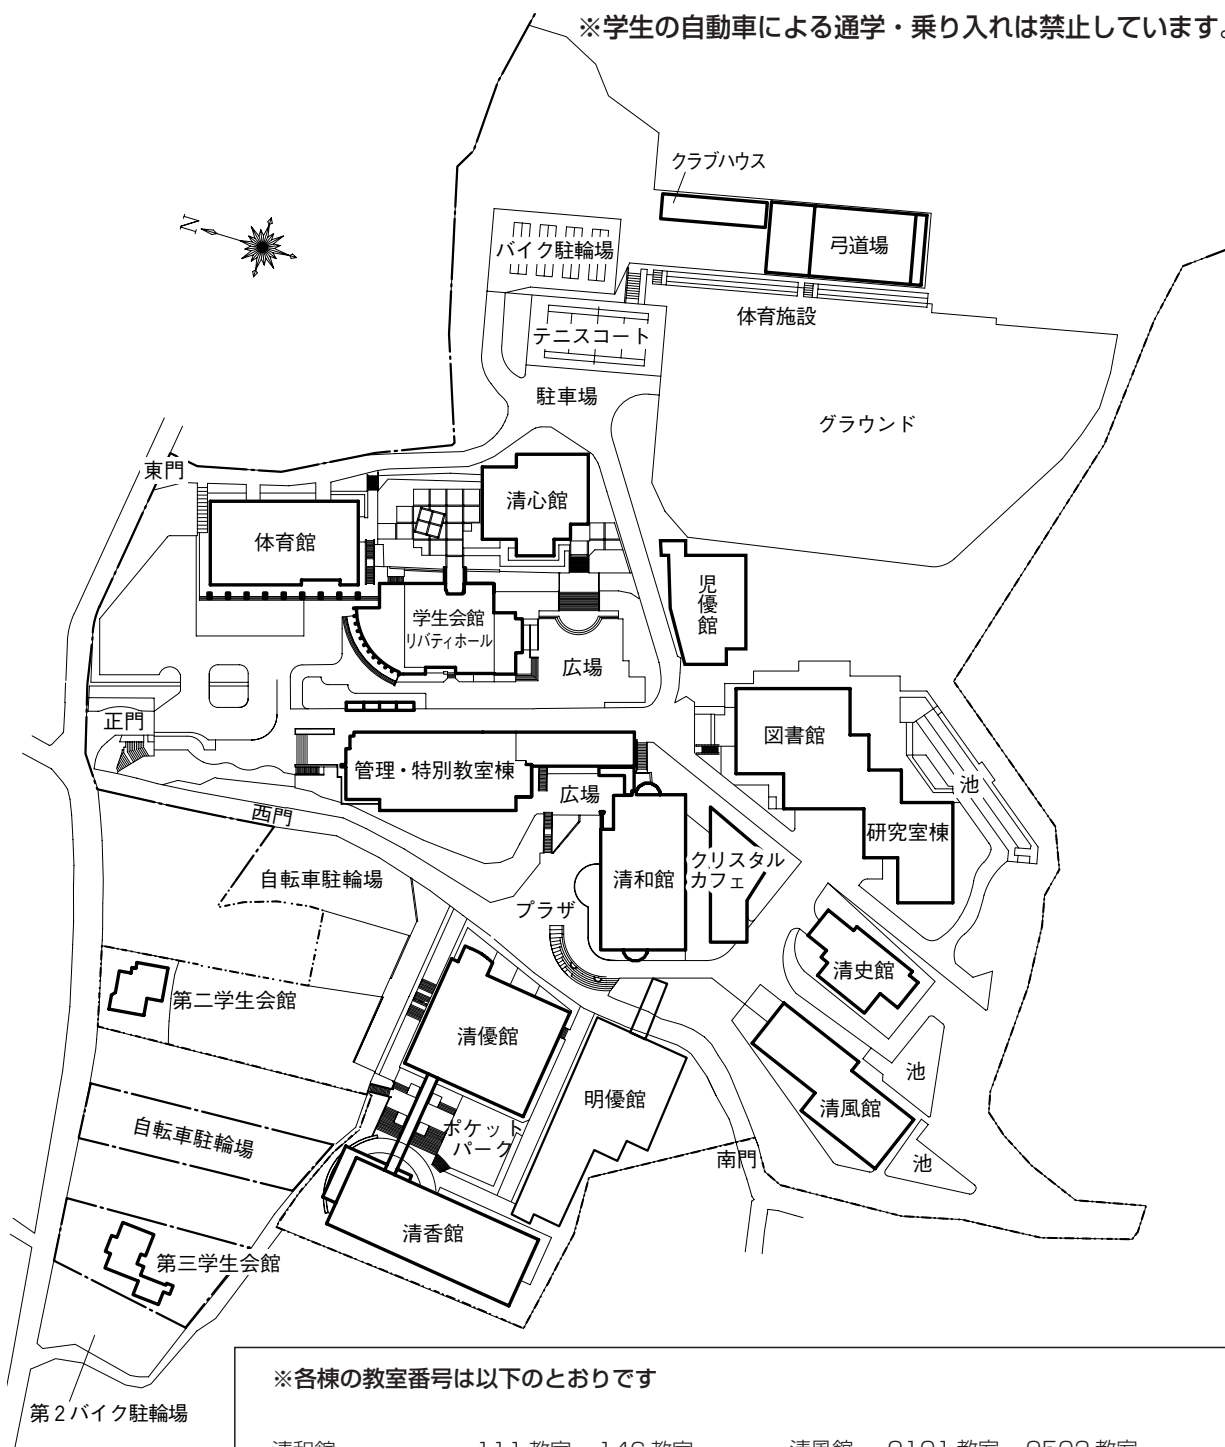 ※学生の自動車による通学・乗り入れは禁止しています。
クラブハウス
N
バイク駐輪場
弓道場
体育施設
テニスコート
駐車場
グラウンド
東門
清心館
体育館
児優館
学生会館
リバティホール
広場
正門
図書館
管理・特別教室棟
池
広場
西門
研究室棟
クリスタル
カフェ
自転車駐輪場
清和館
プラザ
清史館
第二学生会館
清優館
池
明優館
清風館
自転車駐輪場
ポケット
パーク
南門
池
清香館
第三学生会館
※各棟の教室番号は以下のとおりです
第2バイク駐輪場